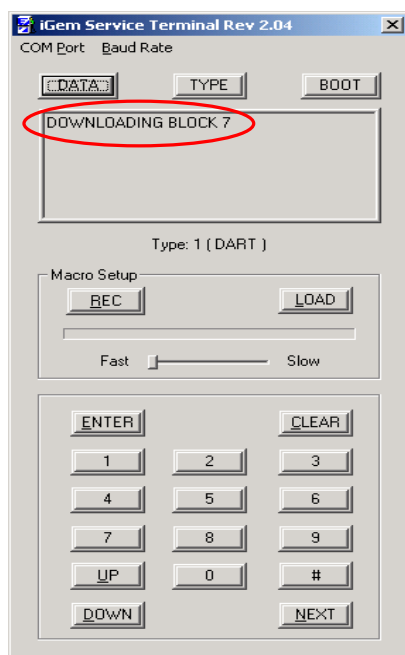 iGem Service Terminal Rev 2.04
COM Port Baud Rate
DATA TYPE BOOT
DOWNLOADING BLOCK 7
Type: 1 ( DART )
Macro Setup
REC LOAD
Fast Slow
ENTER CLEAR
1 2 3
4 5 6
7 8 9
UP 0 #
DOWN NEXT